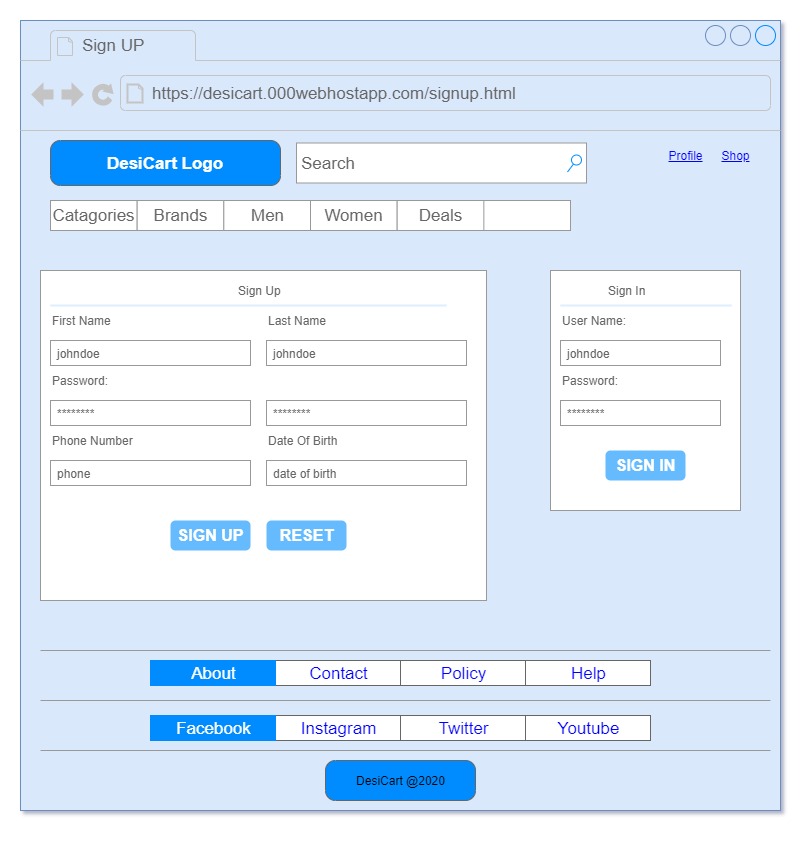 Sign UP
https://desicart.000webhostapp.com/signup.html
DesiCart Logo
Search
Profile Shop
Catagories Brands Men Women Deals
Sign Up
First Name Last Name
johndoe johndoe
Password:
******** ********
Phone Number Date Of Birth
phone date of birth
SIGN UP RESET
Sign In
User Name:
johndoe
Password:
********
SIGN IN
About Contact Policy Help
Facebook Instagram Twitter Youtube
DesiCart @2020